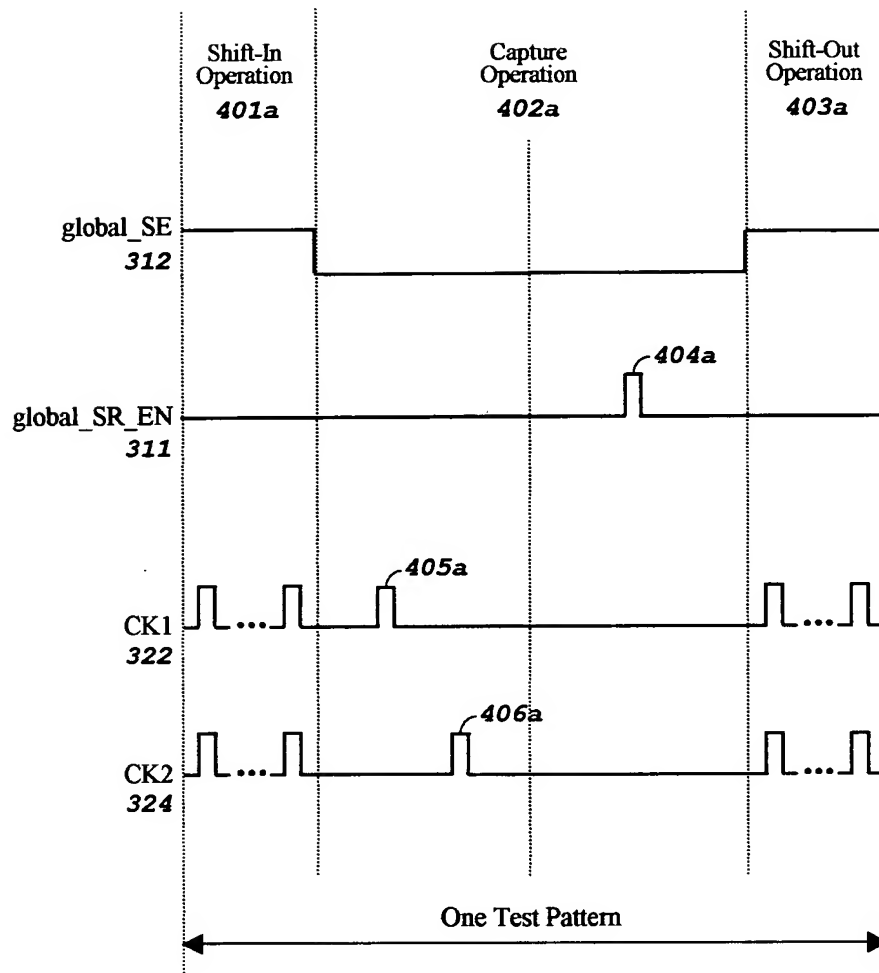 Shift-In
Operation
401a
Capture
Operation
402a
Shift-Out
Operation
403a
global_SE
312
404a
global_SR_EN
311
405a
CK1
322
406a
CK2
324
One Test Pattern